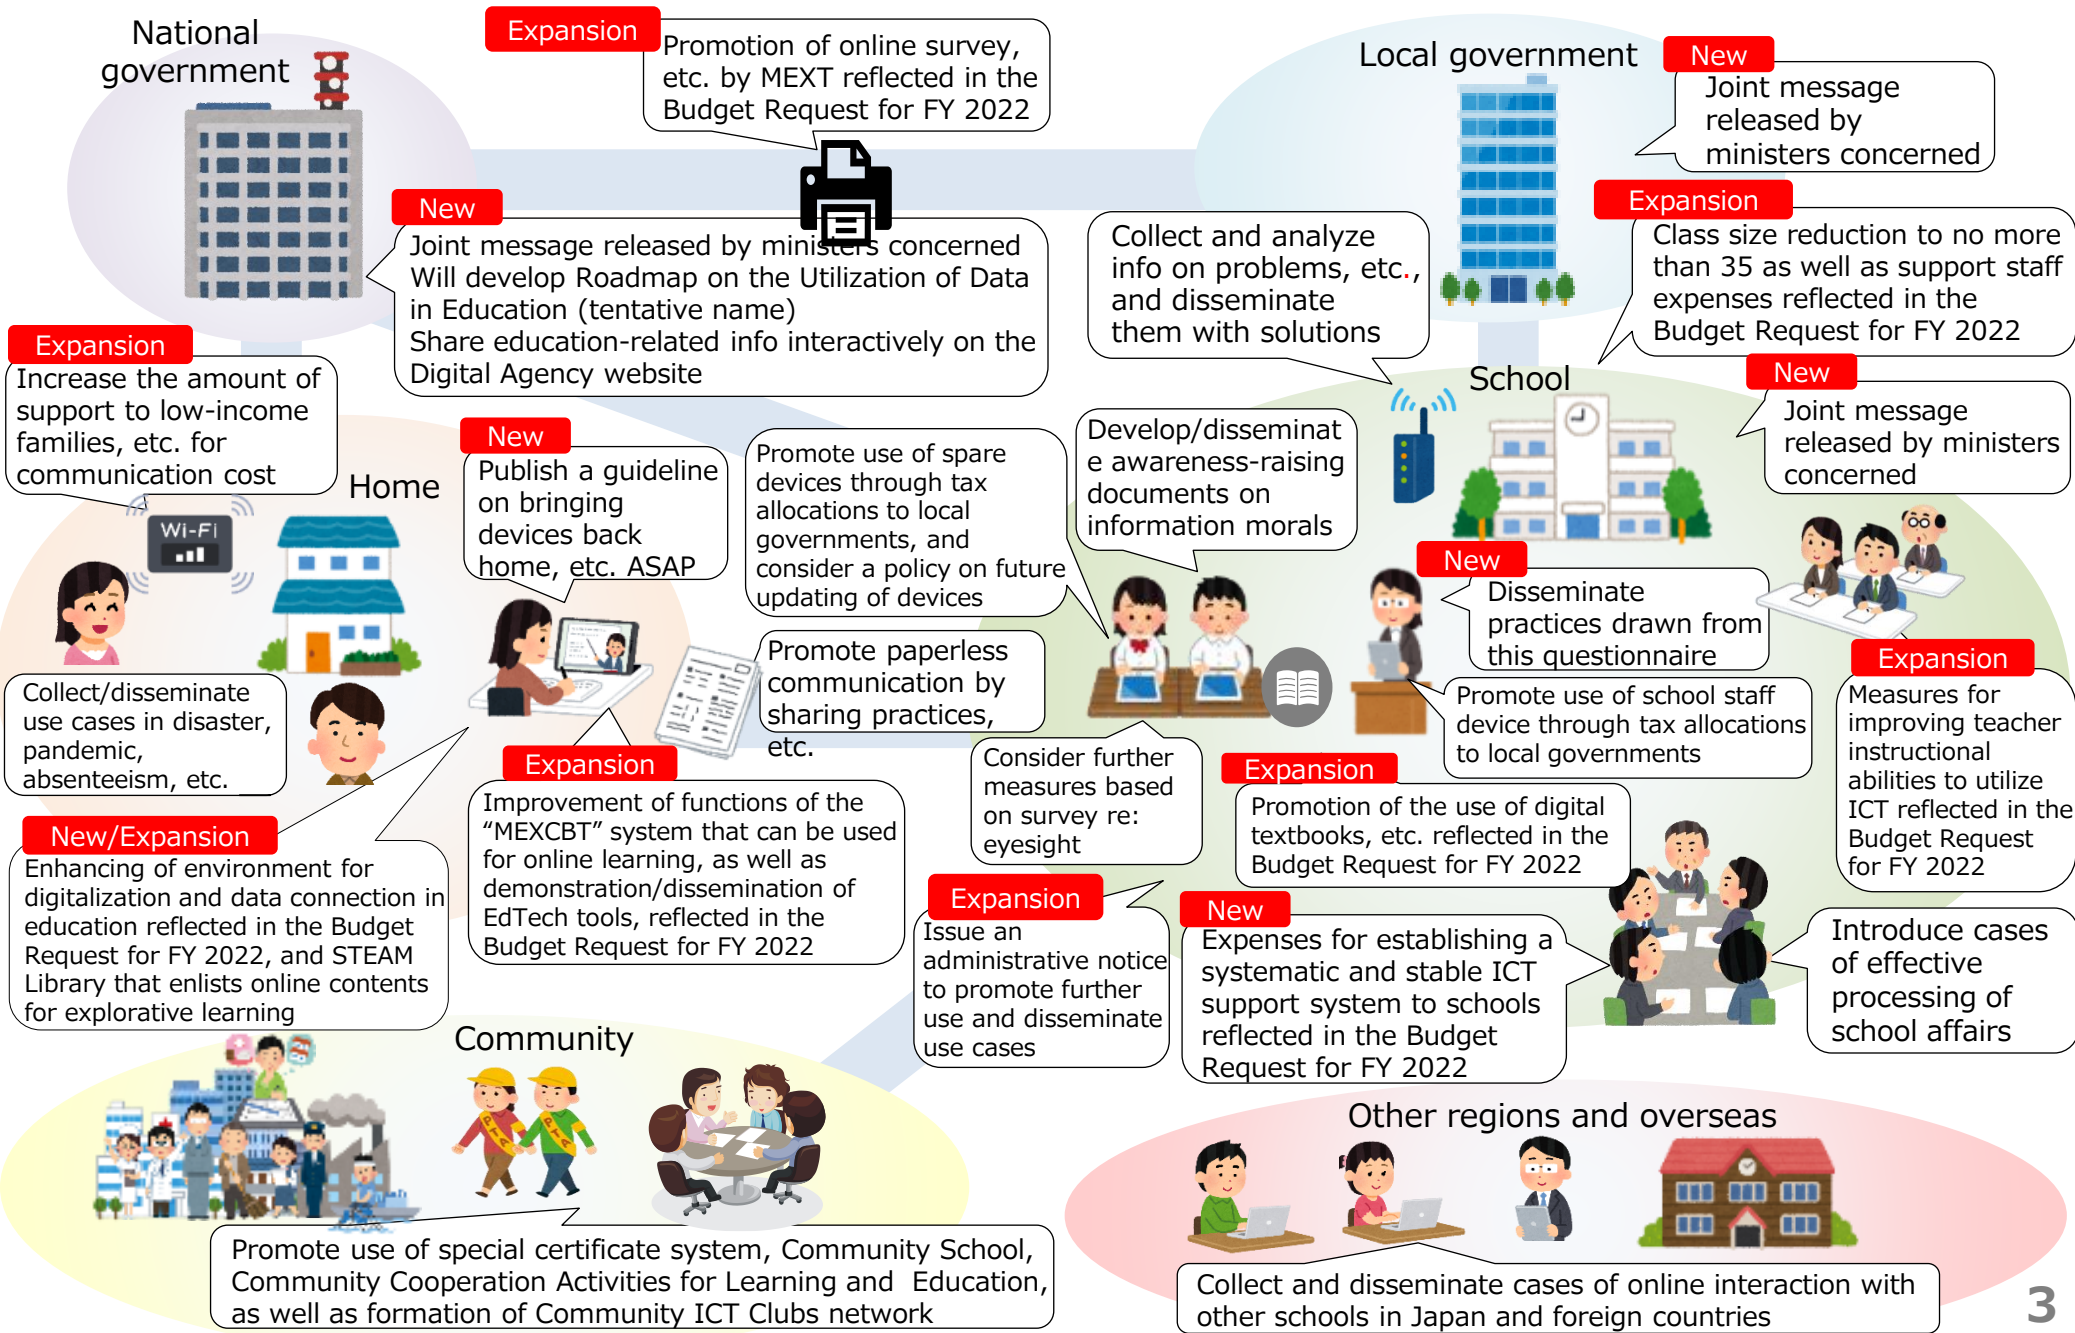 National
government
Expansion
Promotion of online survey,
etc. by MEXT reflected in the
Budget Request for FY 2022
Local government
New
Joint message
released by
ministers concerned
New
Joint message released by ministers concerned
Will develop Roadmap on the Utilization of Data
in Education (tentative name)
Share education-related info interactively on the
Digital Agency website
Collect and analyze
info on problems, etc.,
and disseminate
them with solutions
Expansion
Class size reduction to no more
than 35 as well as support staff
expenses reflected in the
Budget Request for FY 2022
Expansion
Increase the amount of
support to low-income
families, etc. for
communication cost
Home
Wi-Fi
New
Publish a guideline
on bringing
devices back
home, etc. ASAP
Promote use of spare
devices through tax
allocations to local
governments, and
consider a policy on future
updating of devices
Develop/disseminat
e awareness-raising
documents on
information morals
School
New
Joint message
released by ministers
concerned
New
Disseminate
practices drawn from
this questionnaire
Collect/disseminate
use cases in disaster,
pandemic,
absenteeism, etc.
Promote paperless
communication by
sharing practices,
etc.
Promote use of school staff
device through tax allocations
to local governments
Expansion
Measures for
improving teacher
instructional
abilities to utilize
ICT reflected in the
Budget Request
for FY 2022
New/Expansion
Enhancing of environment for
digitalization and data connection in
education reflected in the Budget
Request for FY 2022, and STEAM
Library that enlists online contents
for explorative learning
Expansion
Improvement of functions of the
“MEXCBT” system that can be used
for online learning, as well as
demonstration/dissemination of
EdTech tools, reflected in the
Budget Request for FY 2022
Consider further
measures based
on survey re:
eyesight
Expansion
Promotion of the use of digital
textbooks, etc. reflected in the
Budget Request for FY 2022
Expansion
Issue an
administrative notice
to promote further
use and disseminate
use cases
New
Expenses for establishing a
systematic and stable ICT
support system to schools
reflected in the Budget
Request for FY 2022
Introduce cases
of effective
processing of
school affairs
Community
PTA
PTA
Promote use of special certificate system, Community School,
Community Cooperation Activities for Learning and  Education,
as well as formation of Community ICT Clubs network
Other regions and overseas
Collect and disseminate cases of online interaction with
other schools in Japan and foreign countries
3